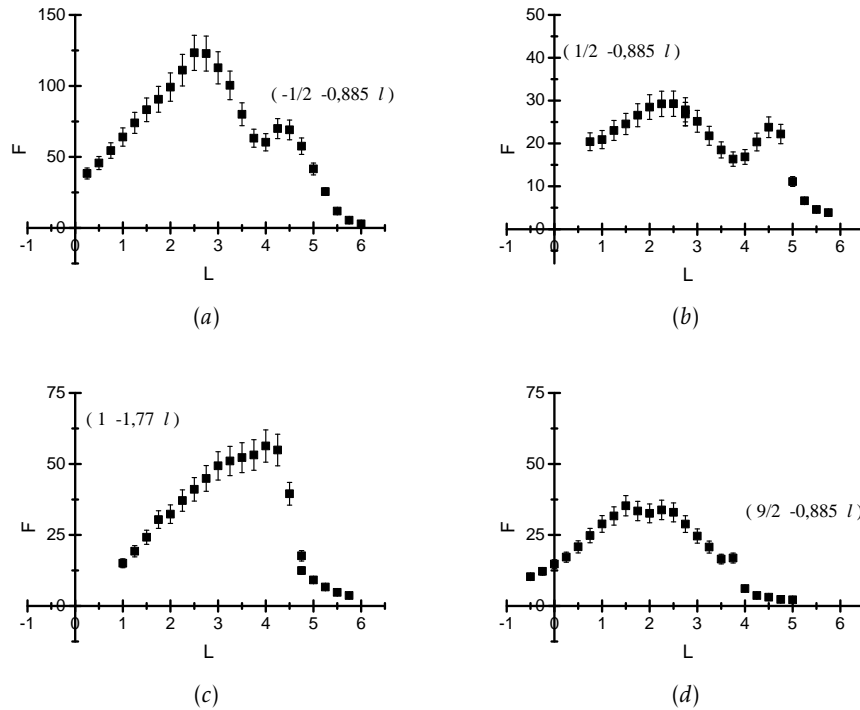 150
100
50
0
F
-1 0 1 2 3 4 5 6
L
( -1/2 -0,885 l )
(a)
50
40
30
20
10
0
F
-1 0 1 2 3 4 5 6
L
( 1/2 -0,885 l )
(b)
75
50
25
0
F
-1 0 1 2 3 4 5 6
L
( 1 -1,77 l )
(c)
75
50
25
0
F
-1 0 1 2 3 4 5 6
L
( 9/2 -0,885 l )
(d)